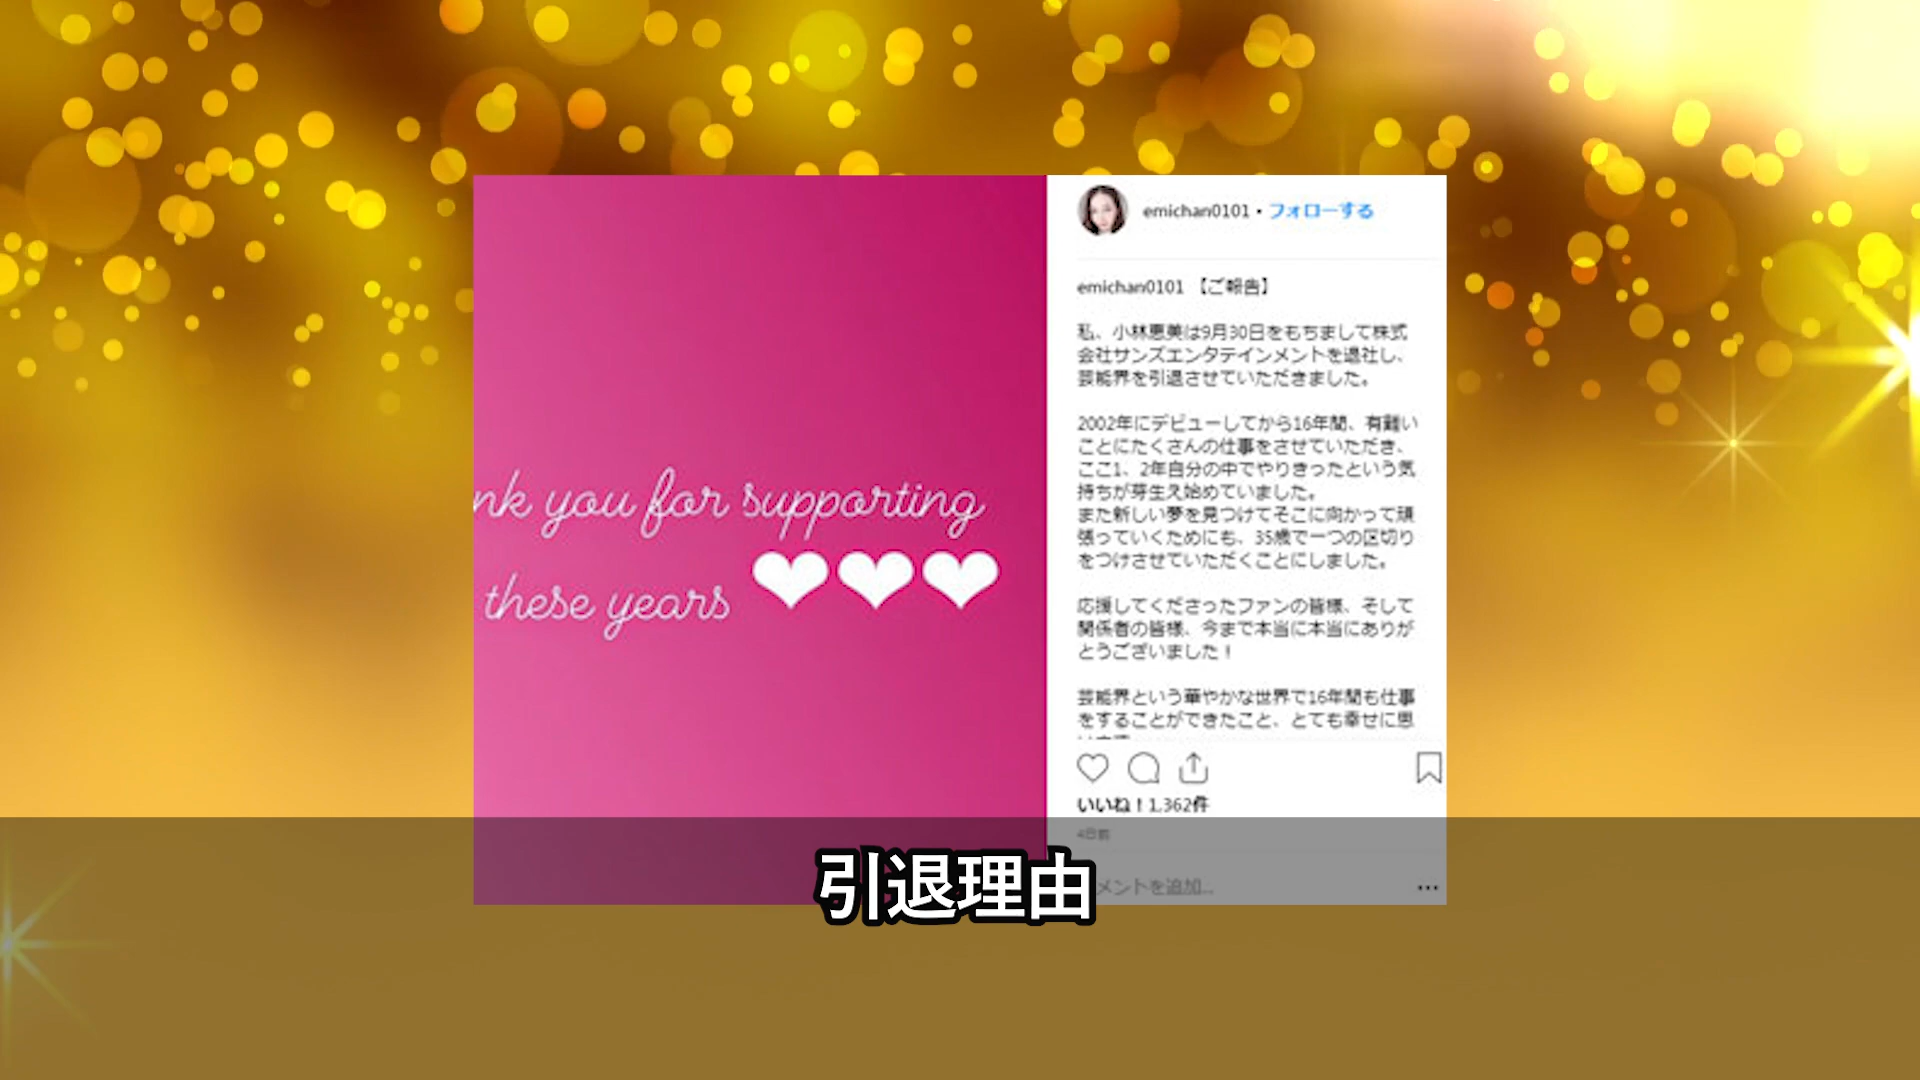 nk you for supporting
these years ❤❤❤
emichan0101・フォローする
emichan0101 【ご報告】
私、小林恵美は9月30日をもちまして株式
会社サンズエンタテインメントを退社し、
芸能界を引退させていただきました。
2002年にデビューしてから16年間、有難い
ことにたくさんの仕事をさせていただき、
ここ1、2年自分の中でやりきったという気
持ちが芽生え始めていました。
また新しい夢を見つけてそこに向かって頑
張っていくためにも、35歳で一つの区切り
をつけさせていただくことにしました。
応援してくださったファンの皆様、そして
関係者の皆様、今まで本当に本当にありが
とうございました！
芸能界という華やかな世界で16年間も仕事
をすることができたこと、とても幸せに思
いいね！1,362件
4日前
メントを追加...
引退理由